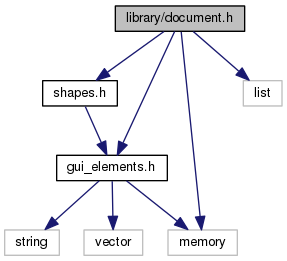 library/document.h
shapes.h
list
gui_elements.h
string
vector
memory